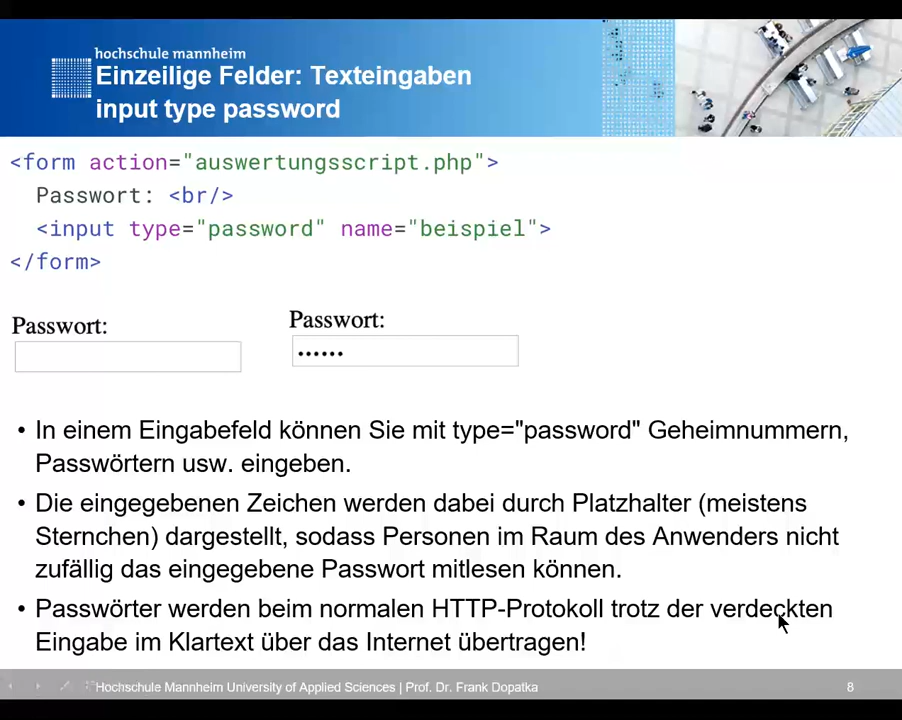 hochschule mannheim
Einzeilige Felder: Texteingaben
input type password
<form action="auswertungsscript.php">
Passwort: <br/>
<input type="password" name="beispiel">
</form>
Passwort:
Passwort:
••••••
• In einem Eingabefeld können Sie mit type="password" Geheimnummern,
Passwörtern usw. eingeben.
• Die eingegebenen Zeichen werden dabei durch Platzhalter (meistens
Sternchen) dargestellt, sodass Personen im Raum des Anwenders nicht
zufällig das eingegebene Passwort mitlesen können.
• Passwörter werden beim normalen HTTP-Protokoll trotz der verdeckten
Eingabe im Klartext über das Internet übertragen!
Hochschule Mannheim University of Applied Sciences | Prof. Dr. Frank Dopatka
8